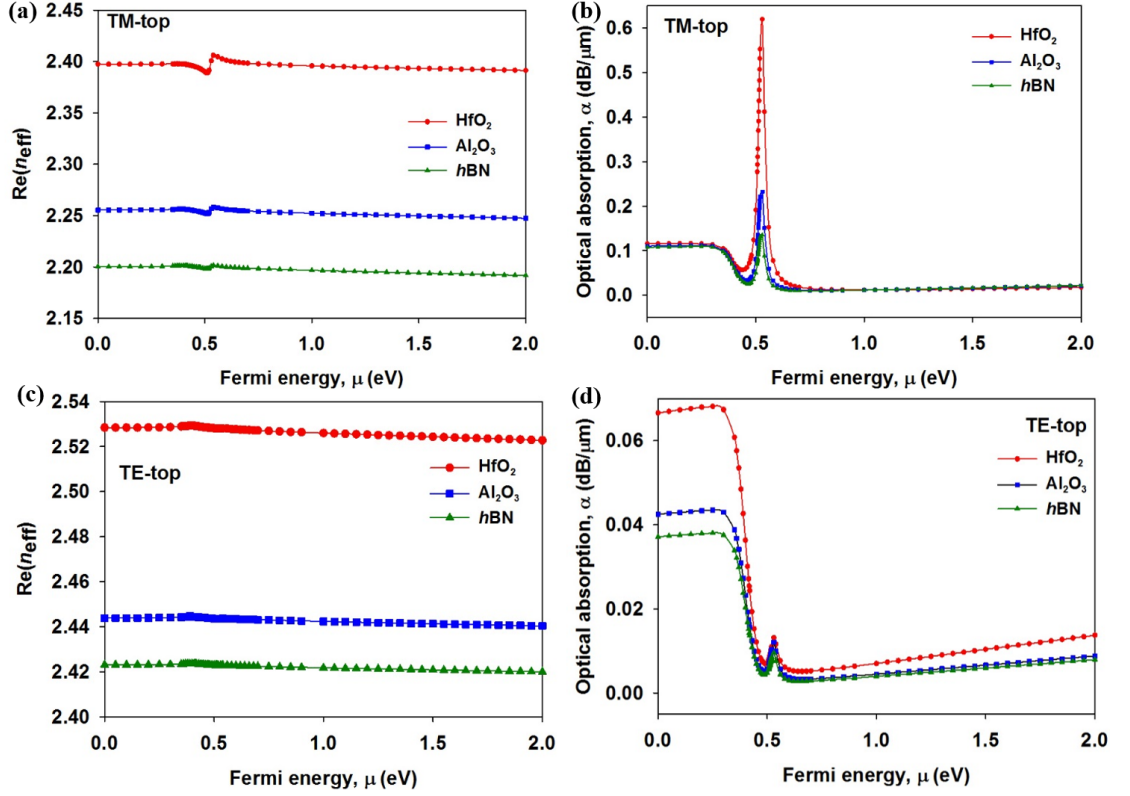 (a)
TM-top
Re(neff)
2.45
2.40
2.35
2.30
2.25
2.20
2.15
HfO2
Al2O3
hBN
0.0 0.5 1.0 1.5 2.0
Fermi energy, μ (eV)
(b)
TM-top
Optical absorption, α (dB/μm)
0.6
0.5
0.4
0.3
0.2
0.1
0.0
HfO2
Al2O3
hBN
0.0 0.5 1.0 1.5 2.0
Fermi energy, μ (eV)
(c)
TE-top
Re(neff)
2.54
2.52
2.50
2.46
2.44
2.42
2.40
HfO2
Al2O3
hBN
0.0 0.5 1.0 1.5 2.0
Fermi energy, μ (eV)
(d)
TE-top
Optical absorption, α (dB/μm)
0.06
0.04
0.02
0.00
HfO2
Al2O3
hBN
0.0 0.5 1.0 1.5 2.0
Fermi energy, μ (eV)